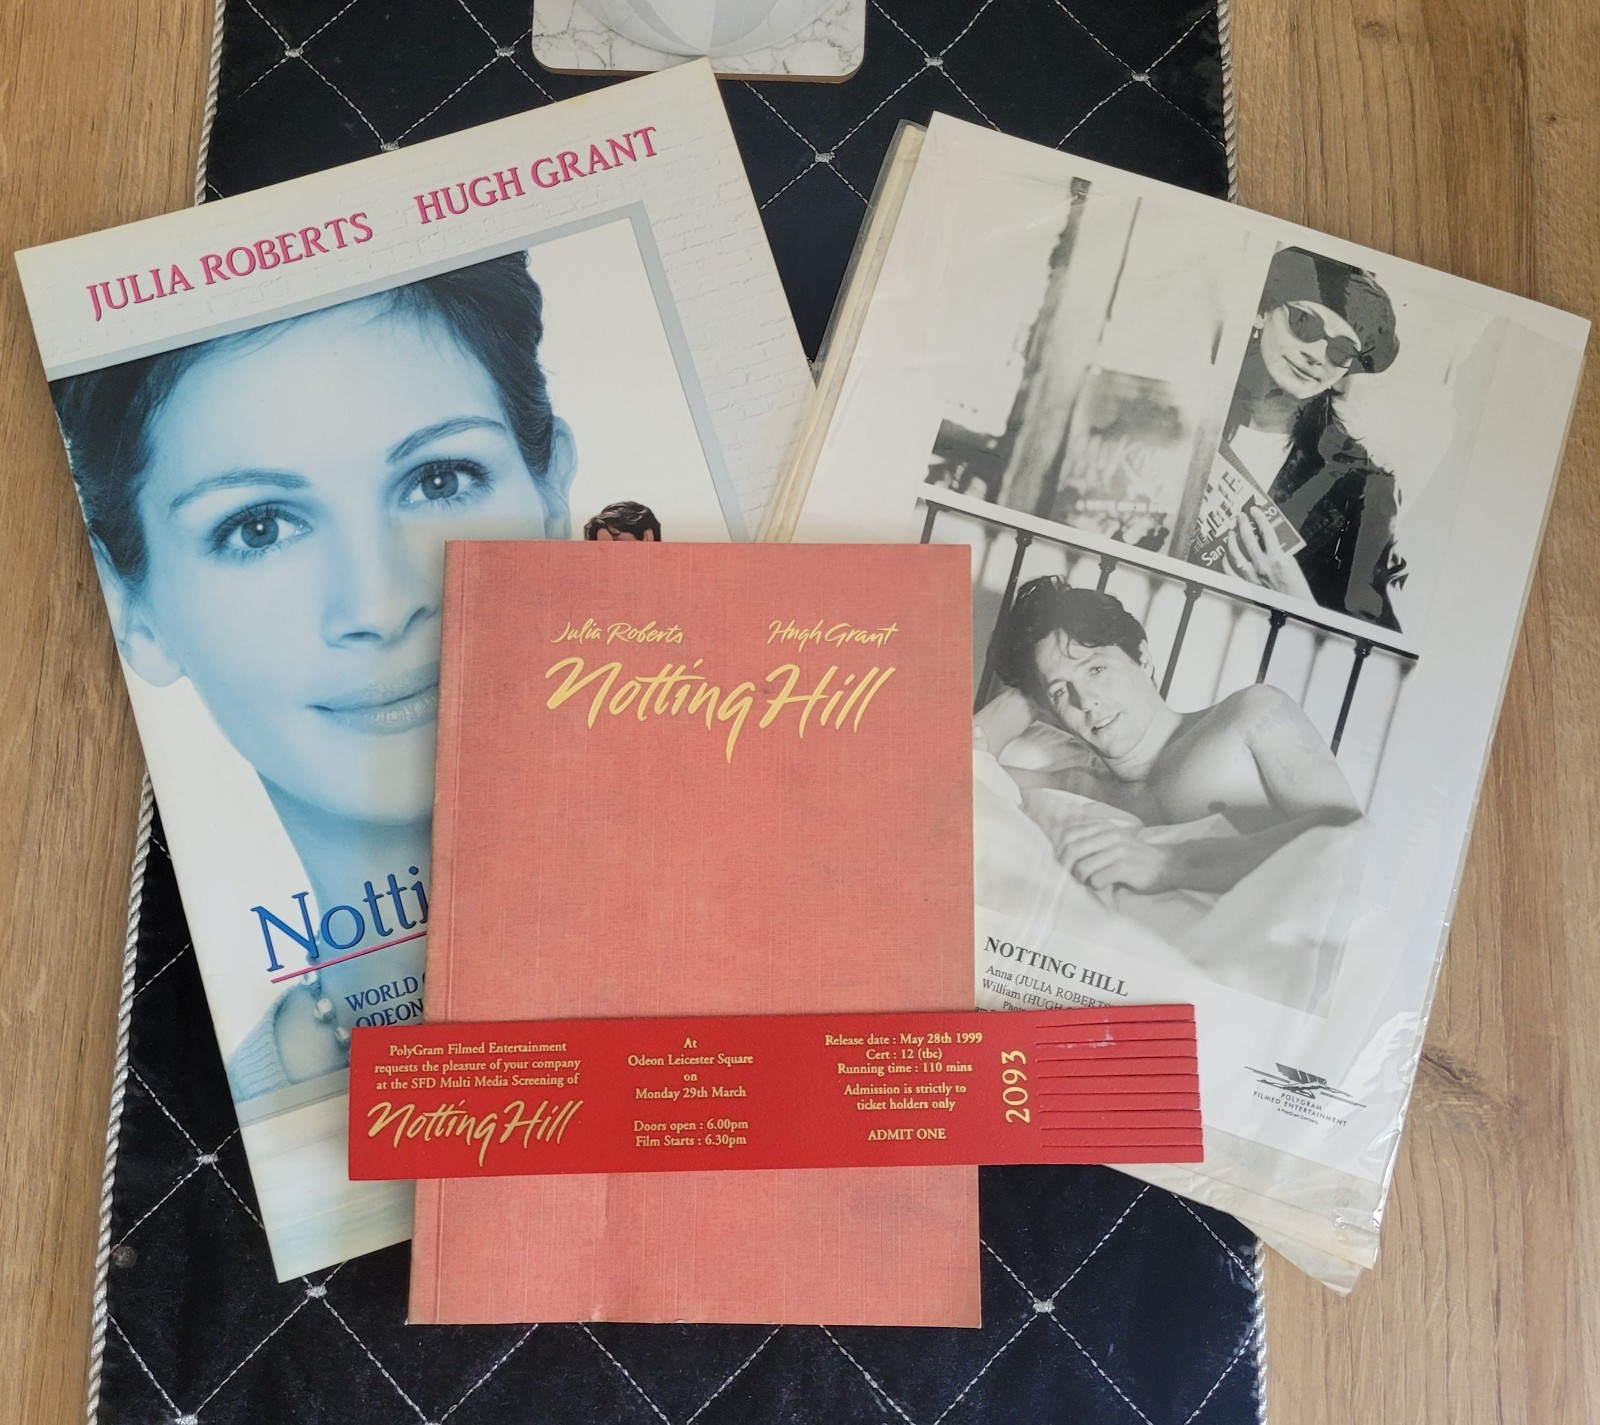 JULIA ROBERTS HUGH GRANT
Notti
WORLD
ODEON
Julia Roberts Hugh Grant
Notting Hill
San
NOTTING HILL
Anna (JULIA ROBERTS
William (HUGH
POLYGRAM
FILMED ENTERTAINMENT
A PolyGram Company
PolyGram Filmed Entertainment
requests the pleasure of your company
at the SFD Multi Media Screening of
Notting Hill
At
Odeon Leicester Square
on
Monday 29th March
Doors open : 6.00pm
Film Starts : 6.30pm
Release date : May 28th 1999
Cert : 12 (tbc)
Running time : 110 mins
Admission is strictly to
ticket holders only
ADMIT ONE
2093